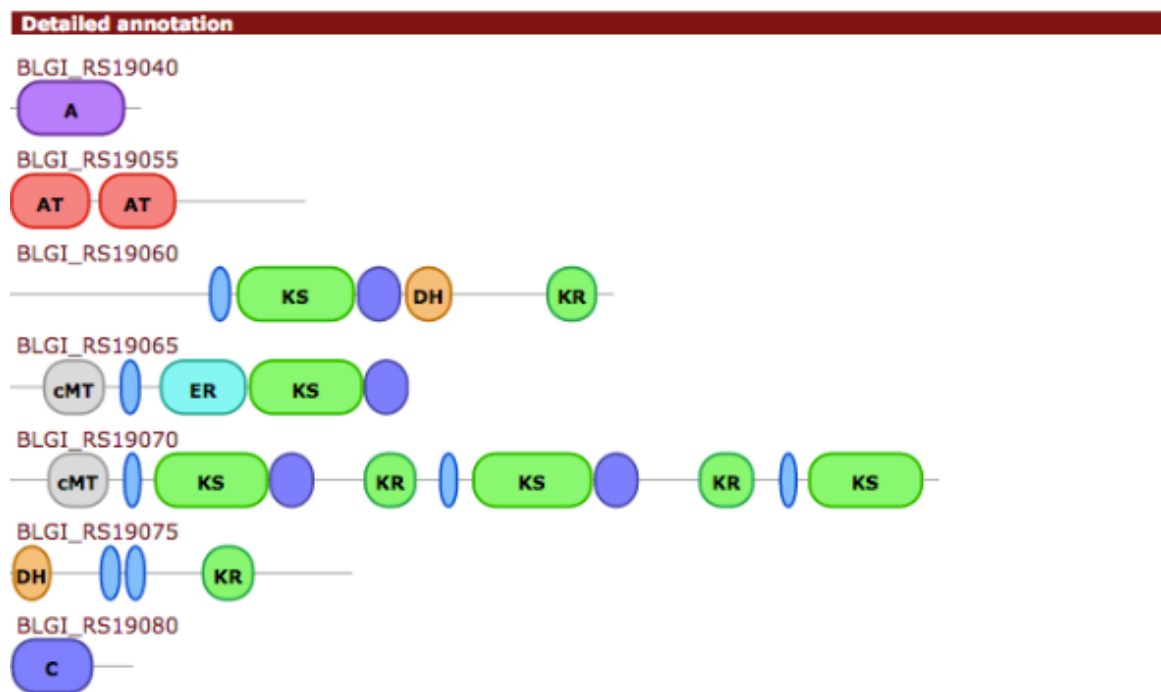 Detailed annotation
BLGI_RS19040
A
BLGI_RS19055
AT AT
BLGI_RS19060
KS DH KR
BLGI_RS19065
cMT ER KS
BLGI_RS19070
cMT KS KR KS KR KS
BLGI_RS19075
DH KR
BLGI_RS19080
C